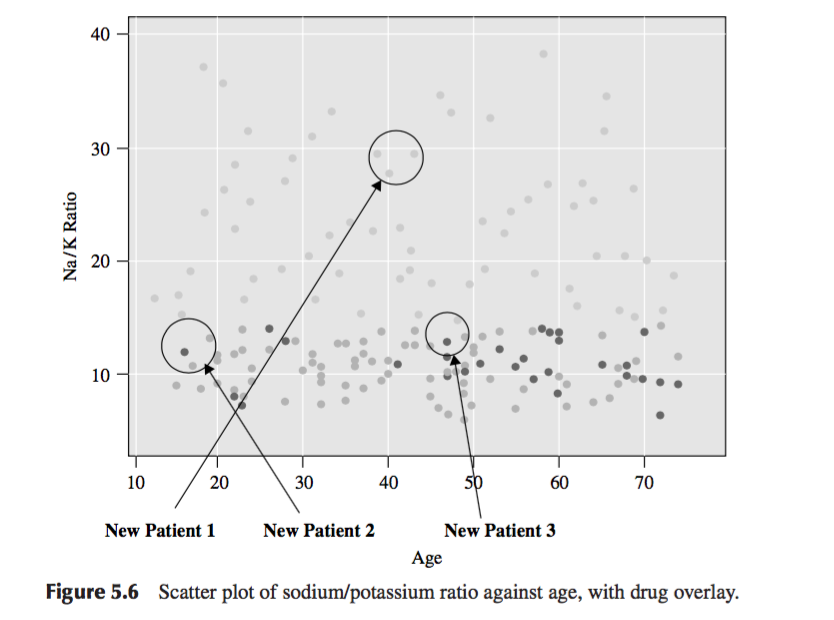 40
30
20
10
Na/K Ratio
10 20 30 40 50 60 70
New Patient 1 New Patient 2 New Patient 3
Age
Figure 5.6 Scatter plot of sodium/potassium ratio against age, with drug overlay.